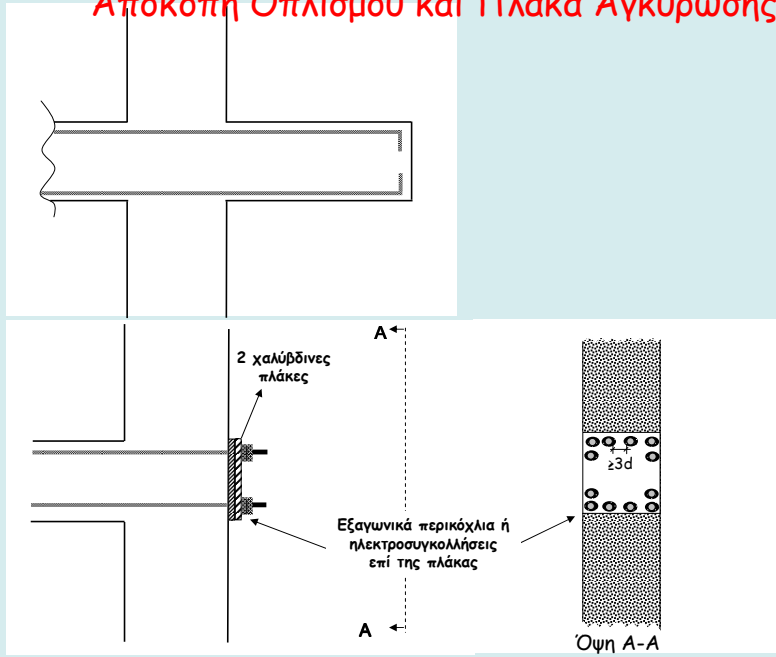 Αποκοπή Οπλισμού και Πλάκα Αγκύρωσης
A
2 χαλύβδινες
πλάκες
≥3d
Εξαγωνικά περικόχλια ή
ηλεκτροσυγκολλήσεις
επί της πλάκας
A
Όψη Α-Α